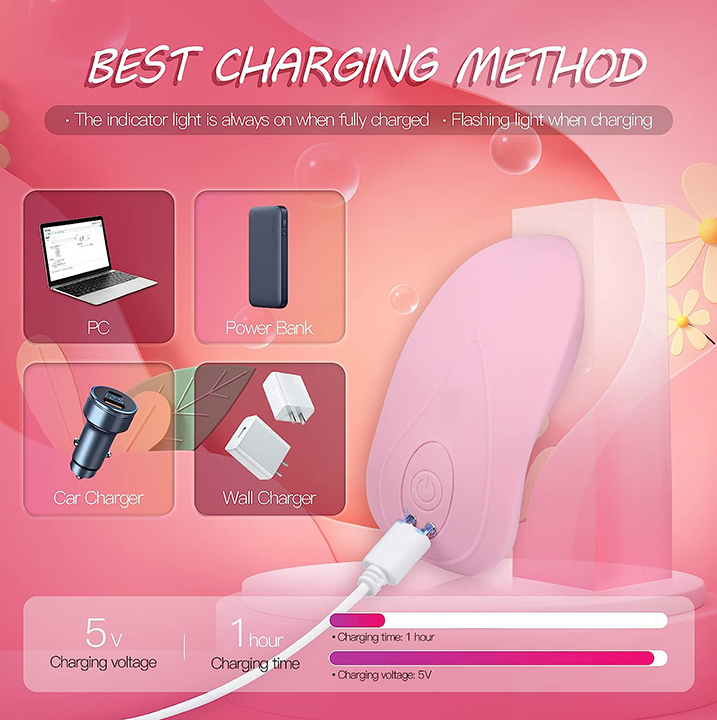 BEST CHARGING METHOD
· The indicator light is always on when fully charged · Flashing light when charging
PC
Power Bank
Car Charger
Wall Charger
5V
Charging voltage
1hour
Charging time
• Charging time: 1 hour
• Charging voltage: 5V